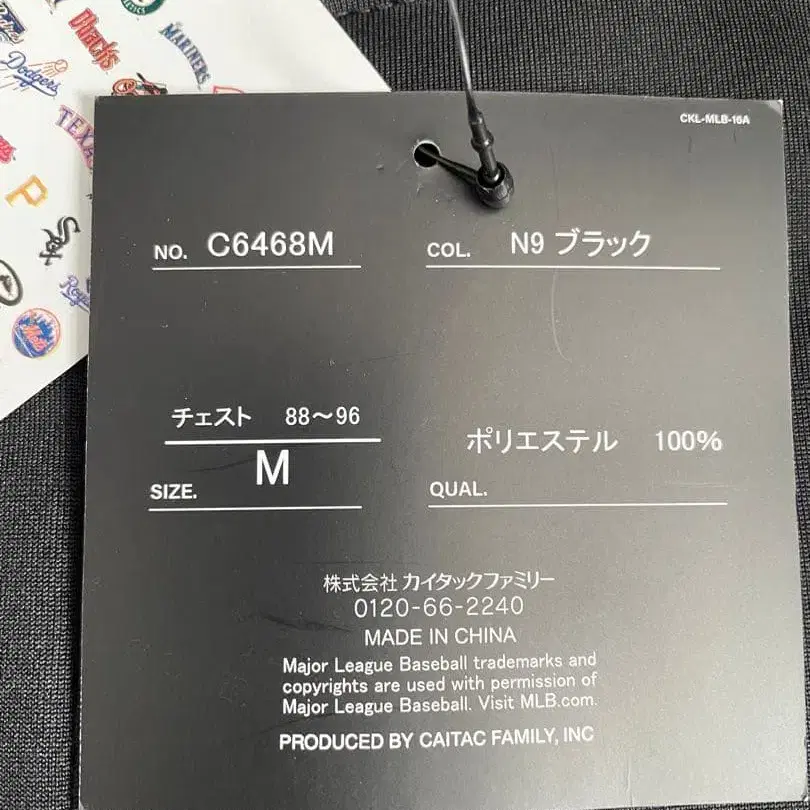 MARINERS
Dodgers
TEXA
P
Sox
Roy
Mets
CKL-MLB-16A
NO. C6468M
COL. N9 ブラック
チェスト 88〜96
SIZE. M
ポリエステル 100%
QUAL.
株式会社 カイタックファミリー
0120-66-2240
MADE IN CHINA
Major League Baseball trademarks and
copyrights are used with permission of
Major League Baseball. Visit MLB.com.
PRODUCED BY CAITAC FAMILY, INC